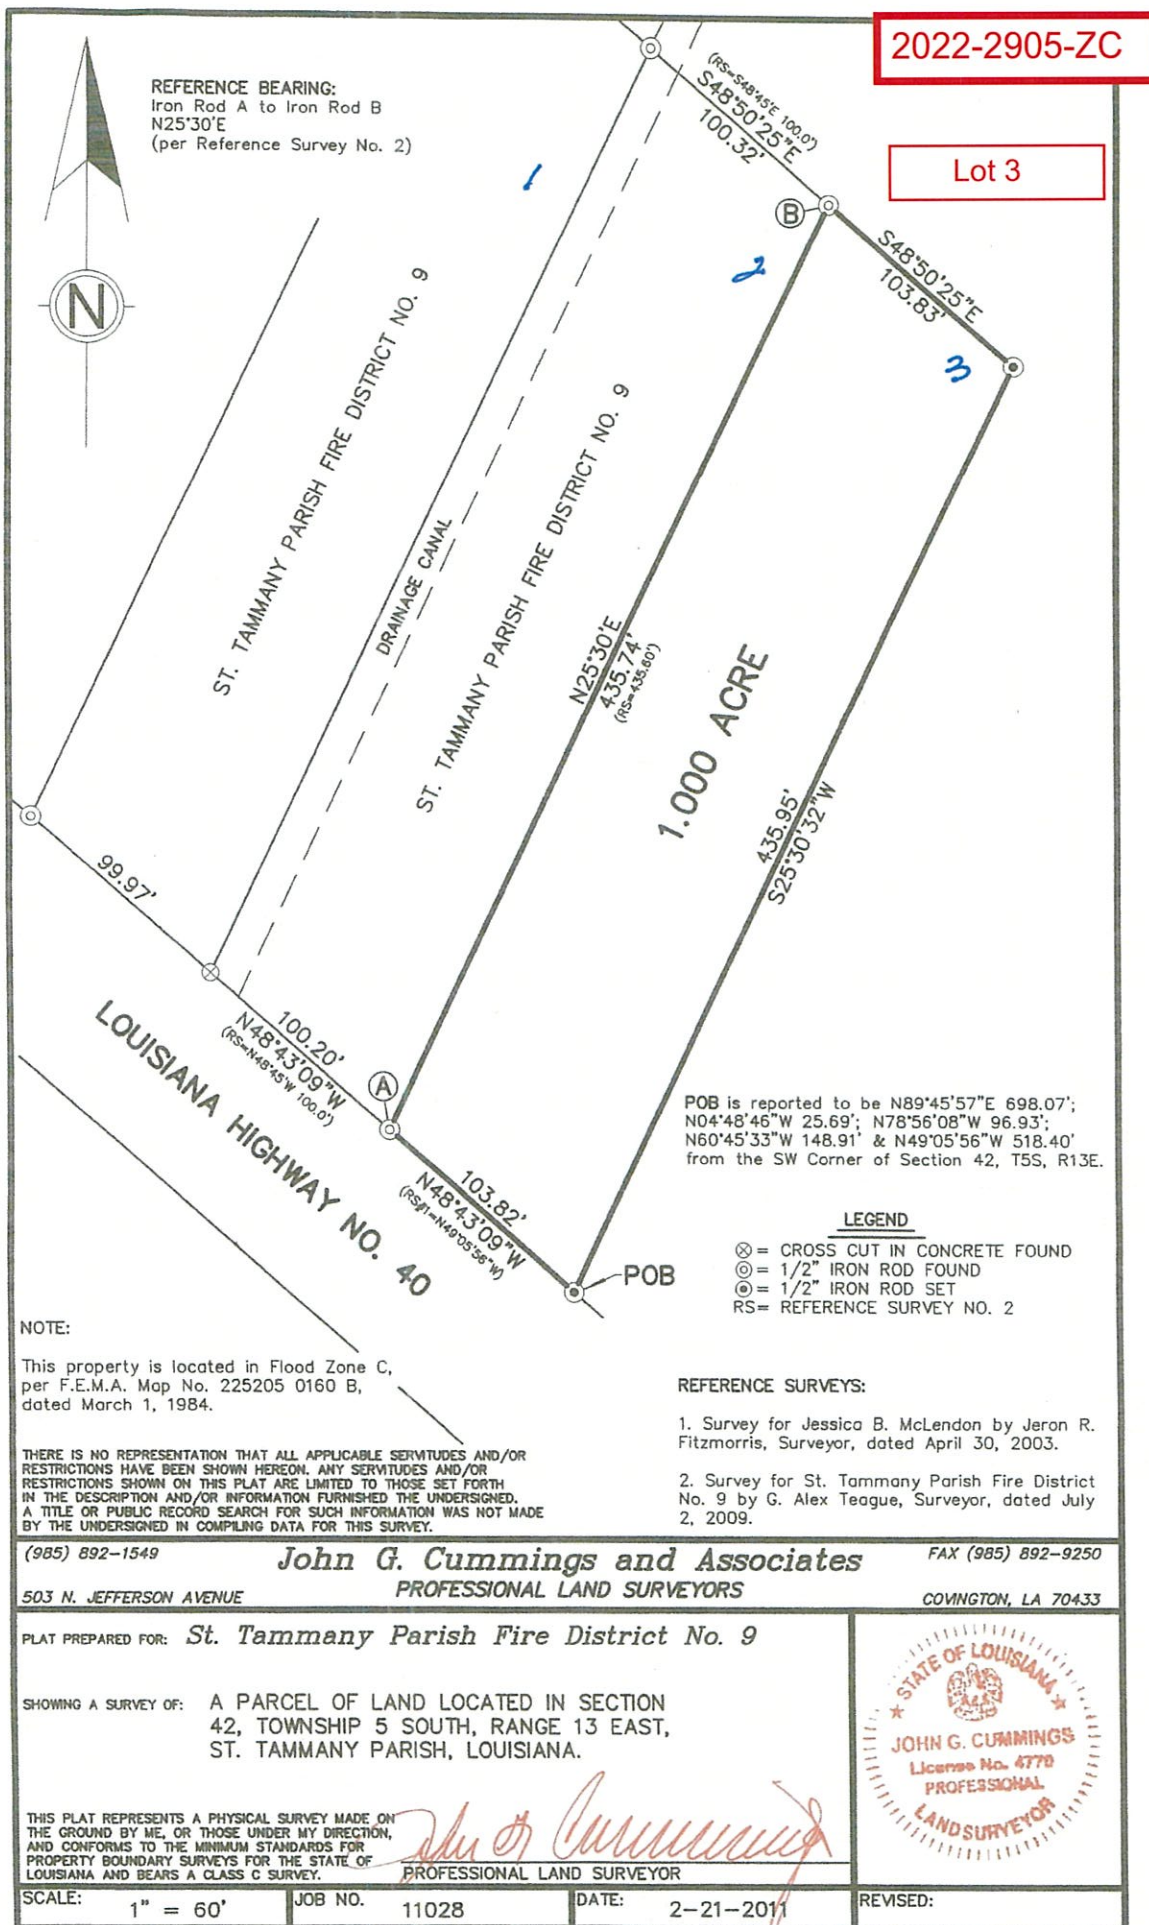 2022-2905-ZC
Lot 3
REFERENCE BEARING:
Iron Rod A to Iron Rod B
N25°30'E
(per Reference Survey No. 2)
N
(RS=S48°45'E 100.0')
S48°50'25"E
100.32'
1
B
2
S48°50'25"E
103.83'
3
ST. TAMMANY PARISH FIRE DISTRICT NO. 9
DRAINAGE CANAL
ST. TAMMANY PARISH FIRE DISTRICT NO. 9
N25°30'E
435.74'
(RS=435.60')
1.000 ACRE
435.95'
S25°30'32"W
99.97'
100.20'
N48°43'09"W
(RS=N48°45'W 100.0')
A
LOUISIANA HIGHWAY NO. 40
103.82'
N48°43'09"W
(RS#1=N49°05'56"W)
POB
POB is reported to be N89°45'57"E 698.07';
N04°48'46"W 25.69'; N78°56'08"W 96.93';
N60°45'33"W 148.91' & N49°05'56"W 518.40'
from the SW Corner of Section 42, T5S, R13E.
LEGEND
⊗= CROSS CUT IN CONCRETE FOUND
◎= 1/2" IRON ROD FOUND
◉= 1/2" IRON ROD SET
RS= REFERENCE SURVEY NO. 2
NOTE:
This property is located in Flood Zone C,
per F.E.M.A. Map No. 225205 0160 B,
dated March 1, 1984.
REFERENCE SURVEYS:
1. Survey for Jessica B. McLendon by Jeron R.
Fitzmorris, Surveyor, dated April 30, 2003.
2. Survey for St. Tammany Parish Fire District
No. 9 by G. Alex Teague, Surveyor, dated July
2, 2009.
THERE IS NO REPRESENTATION THAT ALL APPLICABLE SERVITUDES AND/OR
RESTRICTIONS HAVE BEEN SHOWN HEREON. ANY SERVITUDES AND/OR
RESTRICTIONS SHOWN ON THIS PLAT ARE LIMITED TO THOSE SET FORTH
IN THE DESCRIPTION AND/OR INFORMATION FURNISHED THE UNDERSIGNED.
A TITLE OR PUBLIC RECORD SEARCH FOR SUCH INFORMATION WAS NOT MADE
BY THE UNDERSIGNED IN COMPILING DATA FOR THIS SURVEY.
(985) 892-1549
John G. Cummings and Associates
FAX (985) 892-9250
503 N. JEFFERSON AVENUE
PROFESSIONAL LAND SURVEYORS
COVINGTON, LA 70433
PLAT PREPARED FOR: St. Tammany Parish Fire District No. 9
SHOWING A SURVEY OF: A PARCEL OF LAND LOCATED IN SECTION
42, TOWNSHIP 5 SOUTH, RANGE 13 EAST,
ST. TAMMANY PARISH, LOUISIANA.
STATE OF LOUISIANA
JOHN G. CUMMINGS
License No. 4770
PROFESSIONAL
LAND SURVEYOR
THIS PLAT REPRESENTS A PHYSICAL SURVEY MADE ON
THE GROUND BY ME, OR THOSE UNDER MY DIRECTION,
AND CONFORMS TO THE MINIMUM STANDARDS FOR
PROPERTY BOUNDARY SURVEYS FOR THE STATE OF
LOUISIANA AND BEARS A CLASS C SURVEY.
John G. Cummings
PROFESSIONAL LAND SURVEYOR
SCALE: 1" = 60'
JOB NO. 11028
DATE: 2-21-2011
REVISED: